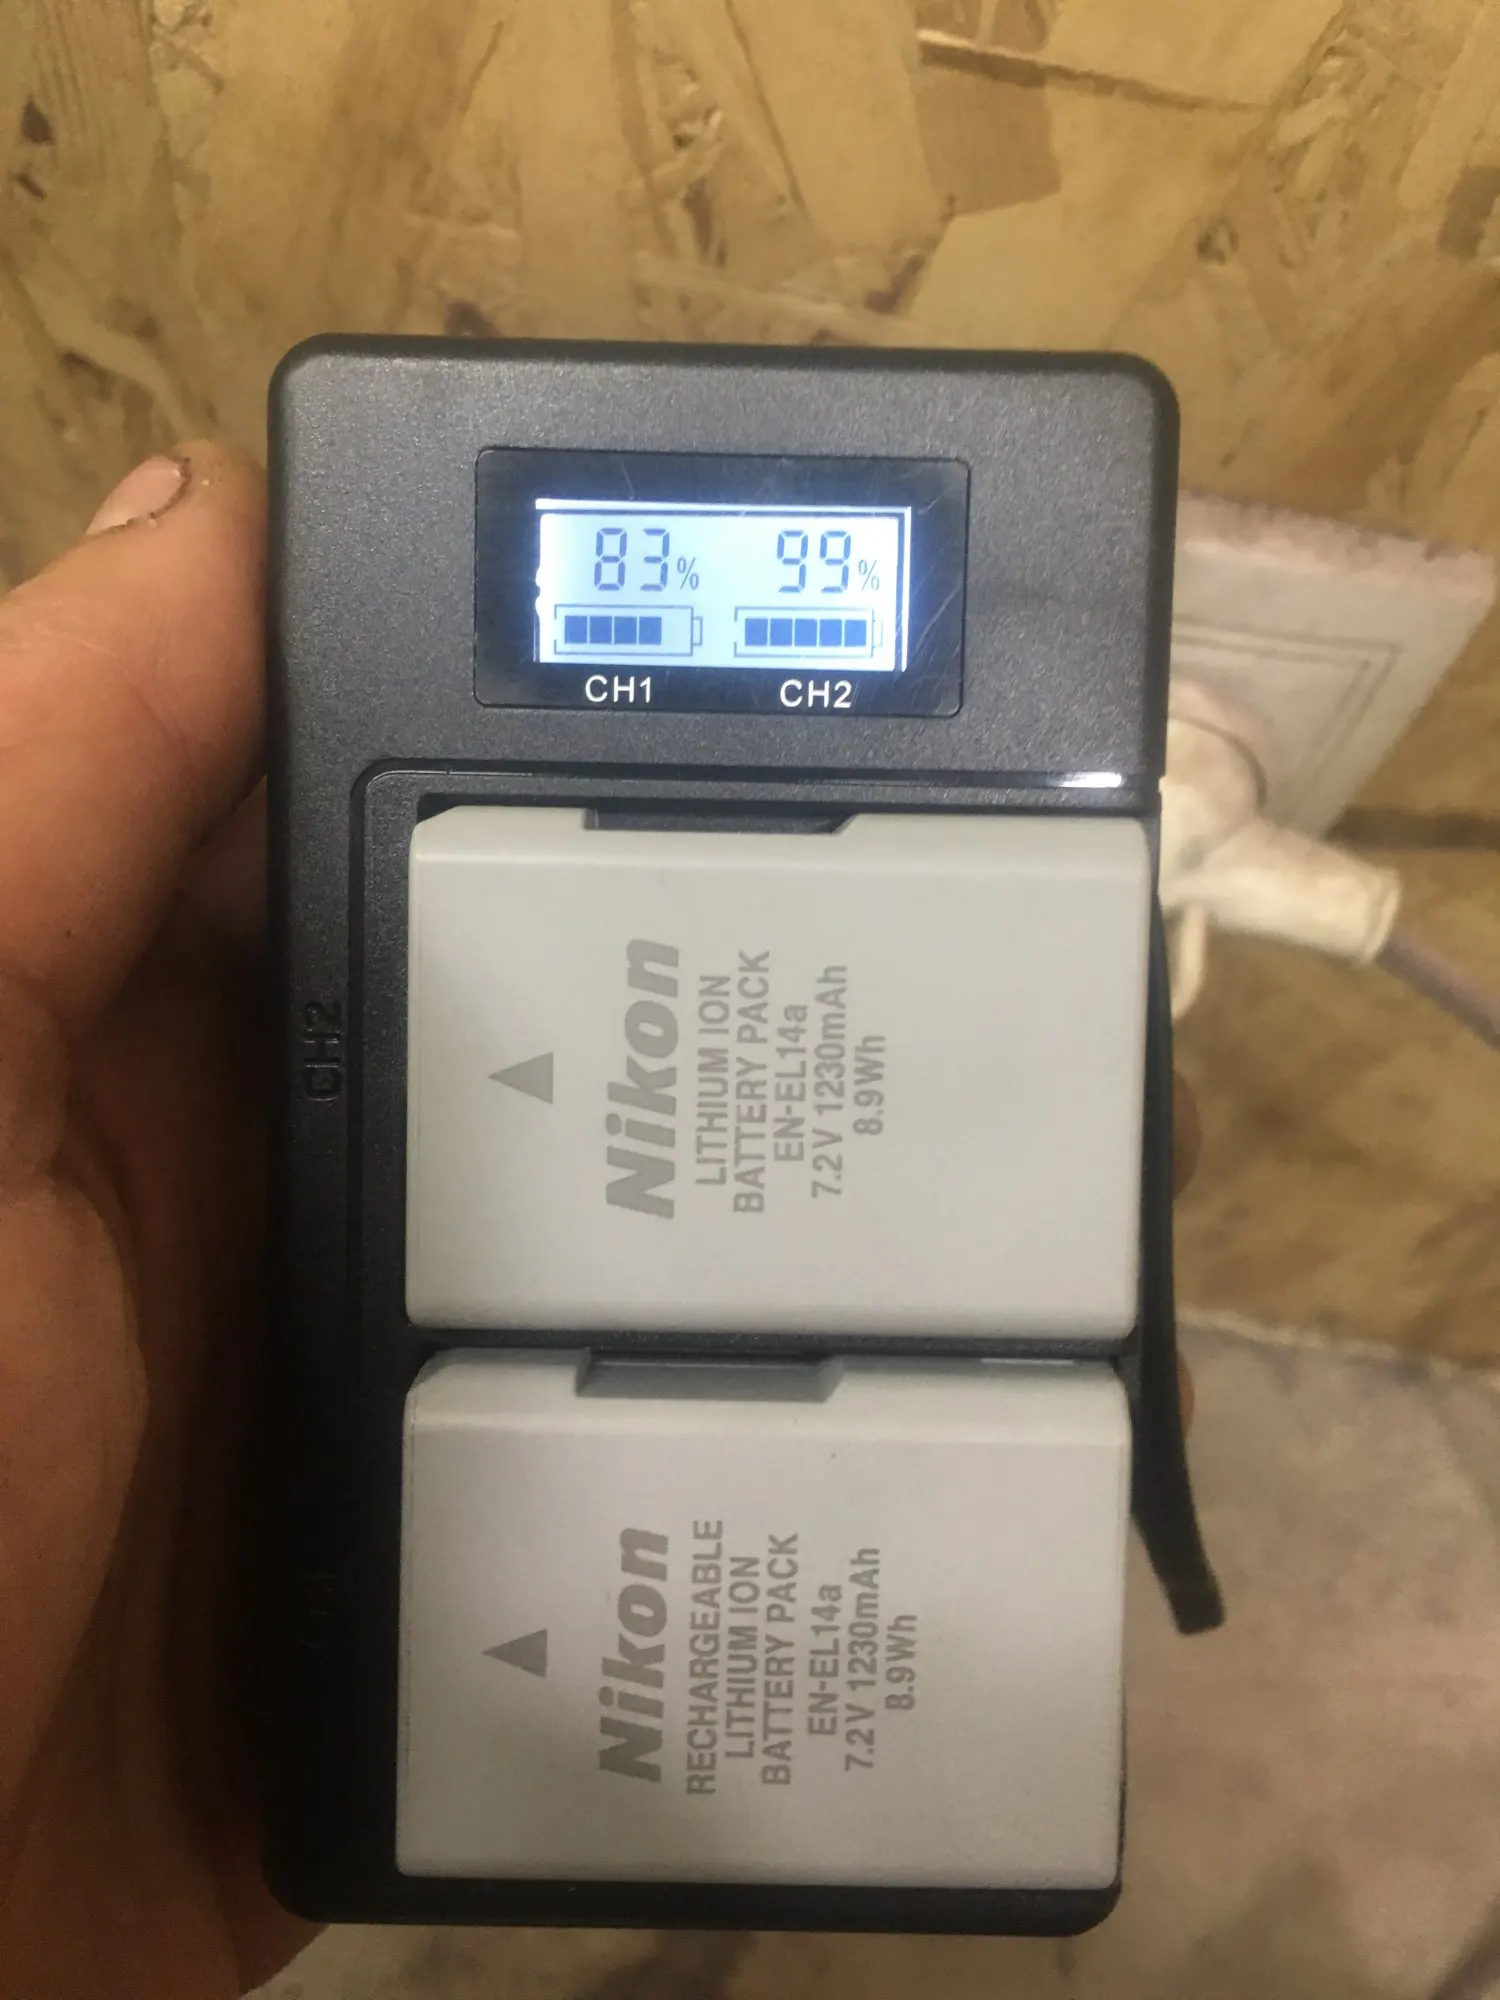 83% 99%
CH1 CH2
CH2
Nikon
LITHIUM ION
BATTERY PACK
EN-EL14a
7.2V 1230mAh
8.9Wh
Nikon
RECHARGEABLE
LITHIUM ION
BATTERY PACK
EN-EL14a
7.2V 1230mAh
8.9Wh